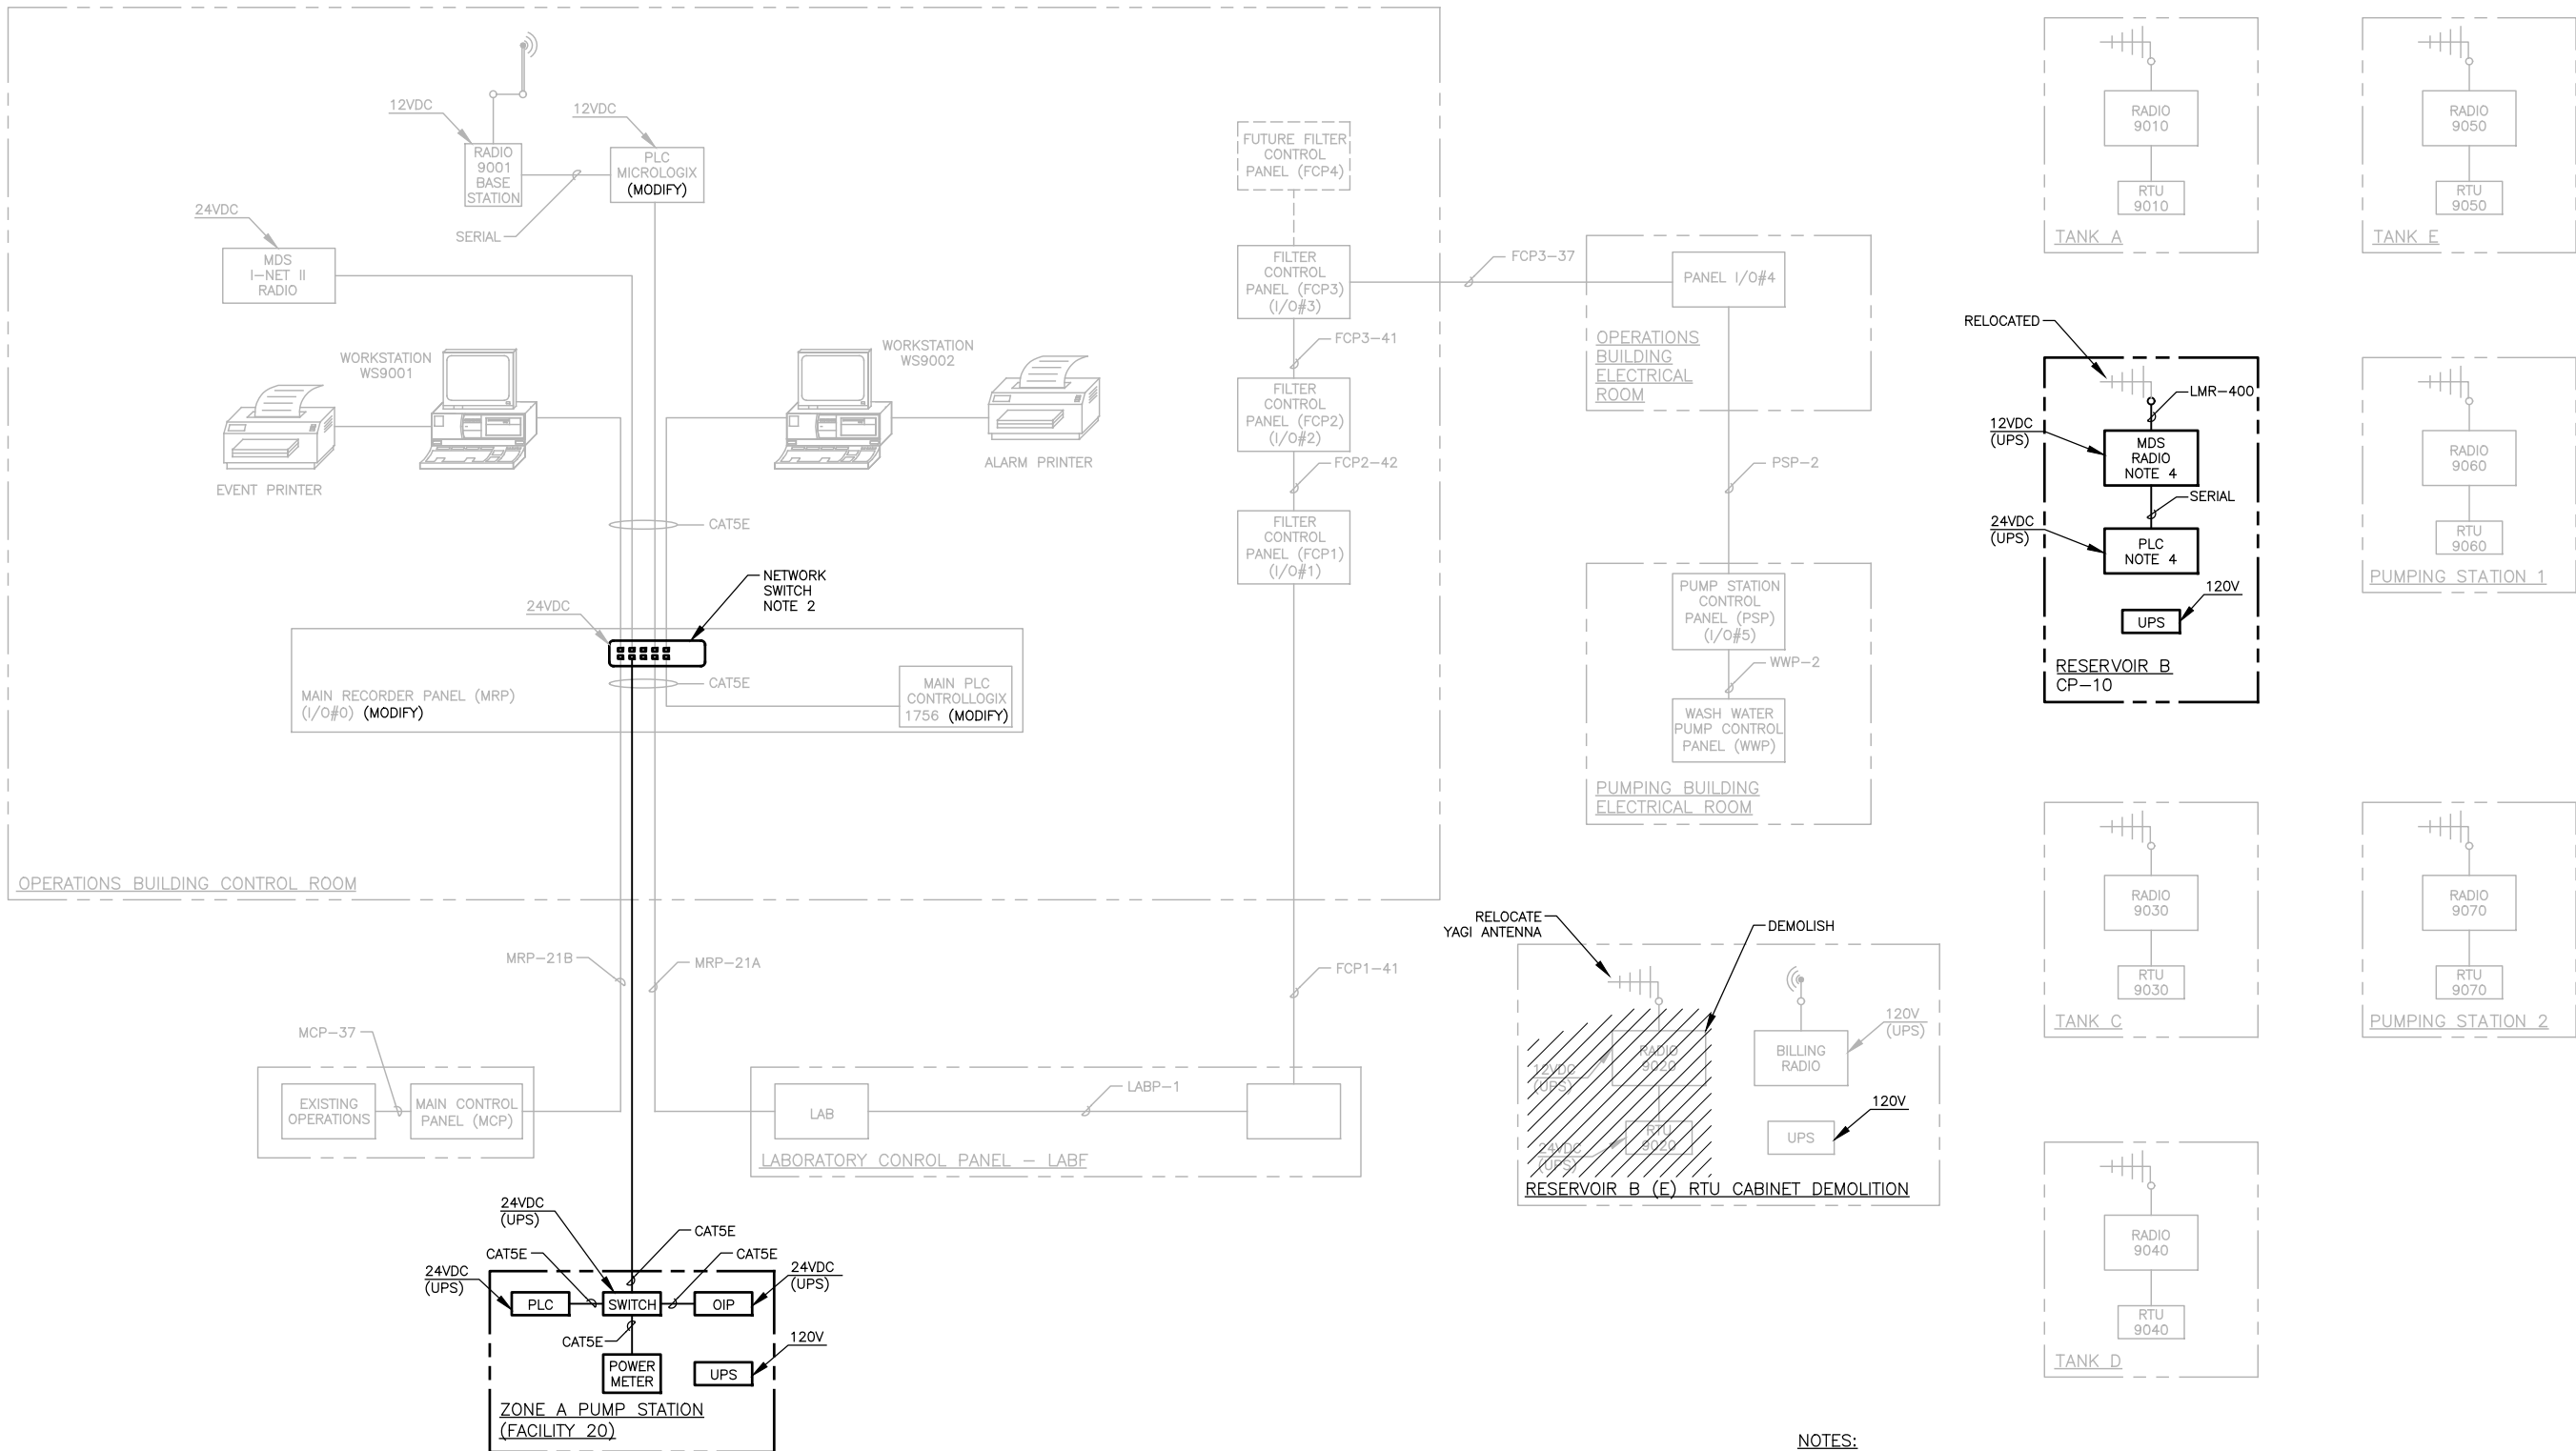 12VDC
12VDC
RADIO
9001
BASE
STATION
PLC
MICROLOGIX
(MODIFY)
SERIAL
24VDC
MDS
I-NET II
RADIO
WORKSTATION
WS9001
WORKSTATION
WS9002
EVENT PRINTER
ALARM PRINTER
CAT5E
NETWORK
SWITCH
NOTE 2
24VDC
CAT5E
MAIN RECORDER PANEL (MRP)
(I/O#0) (MODIFY)
MAIN PLC
CONTROLLOGIX
1756 (MODIFY)
OPERATIONS BUILDING CONTROL ROOM
FUTURE FILTER
CONTROL
PANEL (FCP4)
FILTER
CONTROL
PANEL (FCP3)
(I/O#3)
FCP3-41
FILTER
CONTROL
PANEL (FCP2)
(I/O#2)
FCP2-42
FILTER
CONTROL
PANEL (FCP1)
(I/O#1)
FCP3-37
PANEL I/O#4
OPERATIONS
BUILDING
ELECTRICAL
ROOM
PSP-2
PUMP STATION
CONTROL
PANEL (PSP)
(I/O#5)
WWP-2
WASH WATER
PUMP CONTROL
PANEL (WWP)
PUMPING BUILDING
ELECTRICAL ROOM
RADIO
9010
RTU
9010
TANK A
RADIO
9050
RTU
9050
TANK E
RELOCATED
LMR-400
12VDC
(UPS)
MDS
RADIO
NOTE 4
SERIAL
24VDC
(UPS)
PLC
NOTE 4
120V
UPS
RESERVOIR B
CP-10
RADIO
9060
RTU
9060
PUMPING STATION 1
RADIO
9030
RTU
9030
TANK C
RADIO
9070
RTU
9070
PUMPING STATION 2
RADIO
9040
RTU
9040
TANK D
MRP-21B
MRP-21A
FCP1-41
MCP-37
EXISTING
OPERATIONS
MAIN CONTROL
PANEL (MCP)
LAB
LABP-1
LABORATORY CONROL PANEL - LABF
RELOCATE
YAGI ANTENNA
DEMOLISH
RADIO
9020
12VDC
(UPS)
RTU
9020
24VDC
(UPS)
BILLING
RADIO
120V
(UPS)
120V
UPS
RESERVOIR B (E) RTU CABINET DEMOLITION
24VDC
(UPS)
CAT5E
CAT5E
CAT5E
24VDC
(UPS)
24VDC
(UPS)
PLC
SWITCH
OIP
CAT5E
120V
POWER
METER
UPS
ZONE A PUMP STATION
(FACILITY 20)
NOTES: